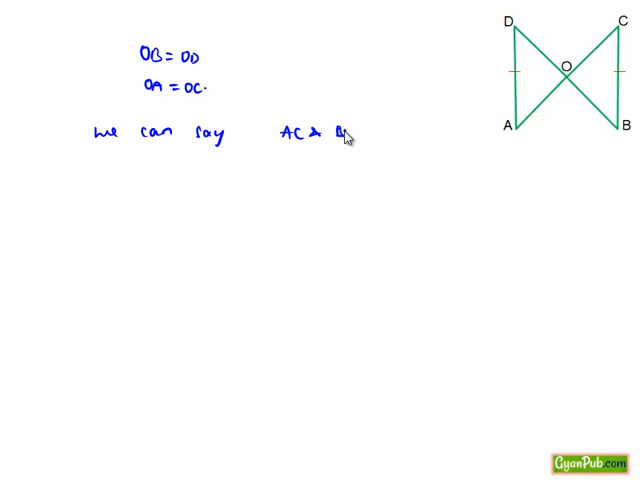 OB = OD
OA = OC.
We can say AC & B
D
C
O
A
B
GyanPub.com